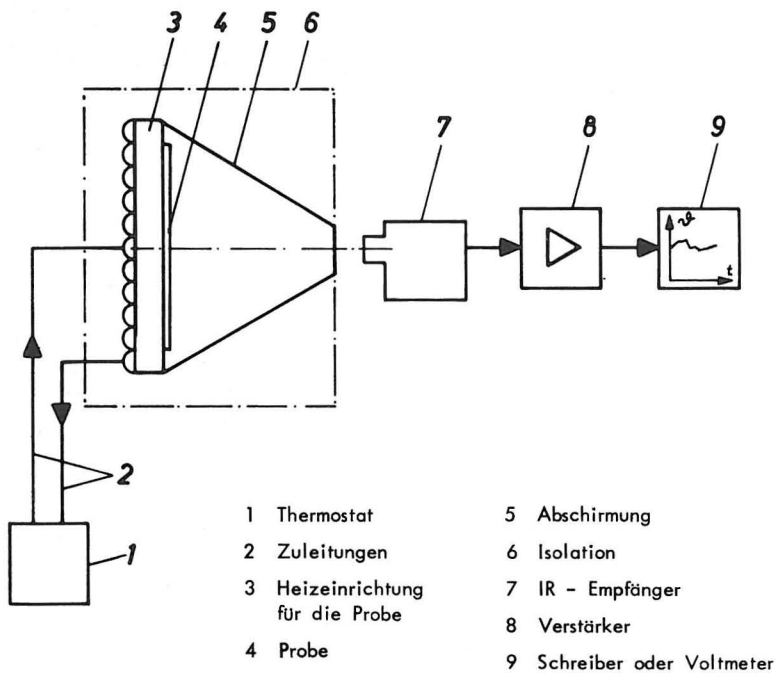 3 4 5 6
7 8 9
ϑ
t
2
1
1 Thermostat
2 Zuleitungen
3 Heizeinrichtung
für die Probe
4 Probe
5 Abschirmung
6 Isolation
7 IR - Empfänger
8 Verstärker
9 Schreiber oder Voltmeter